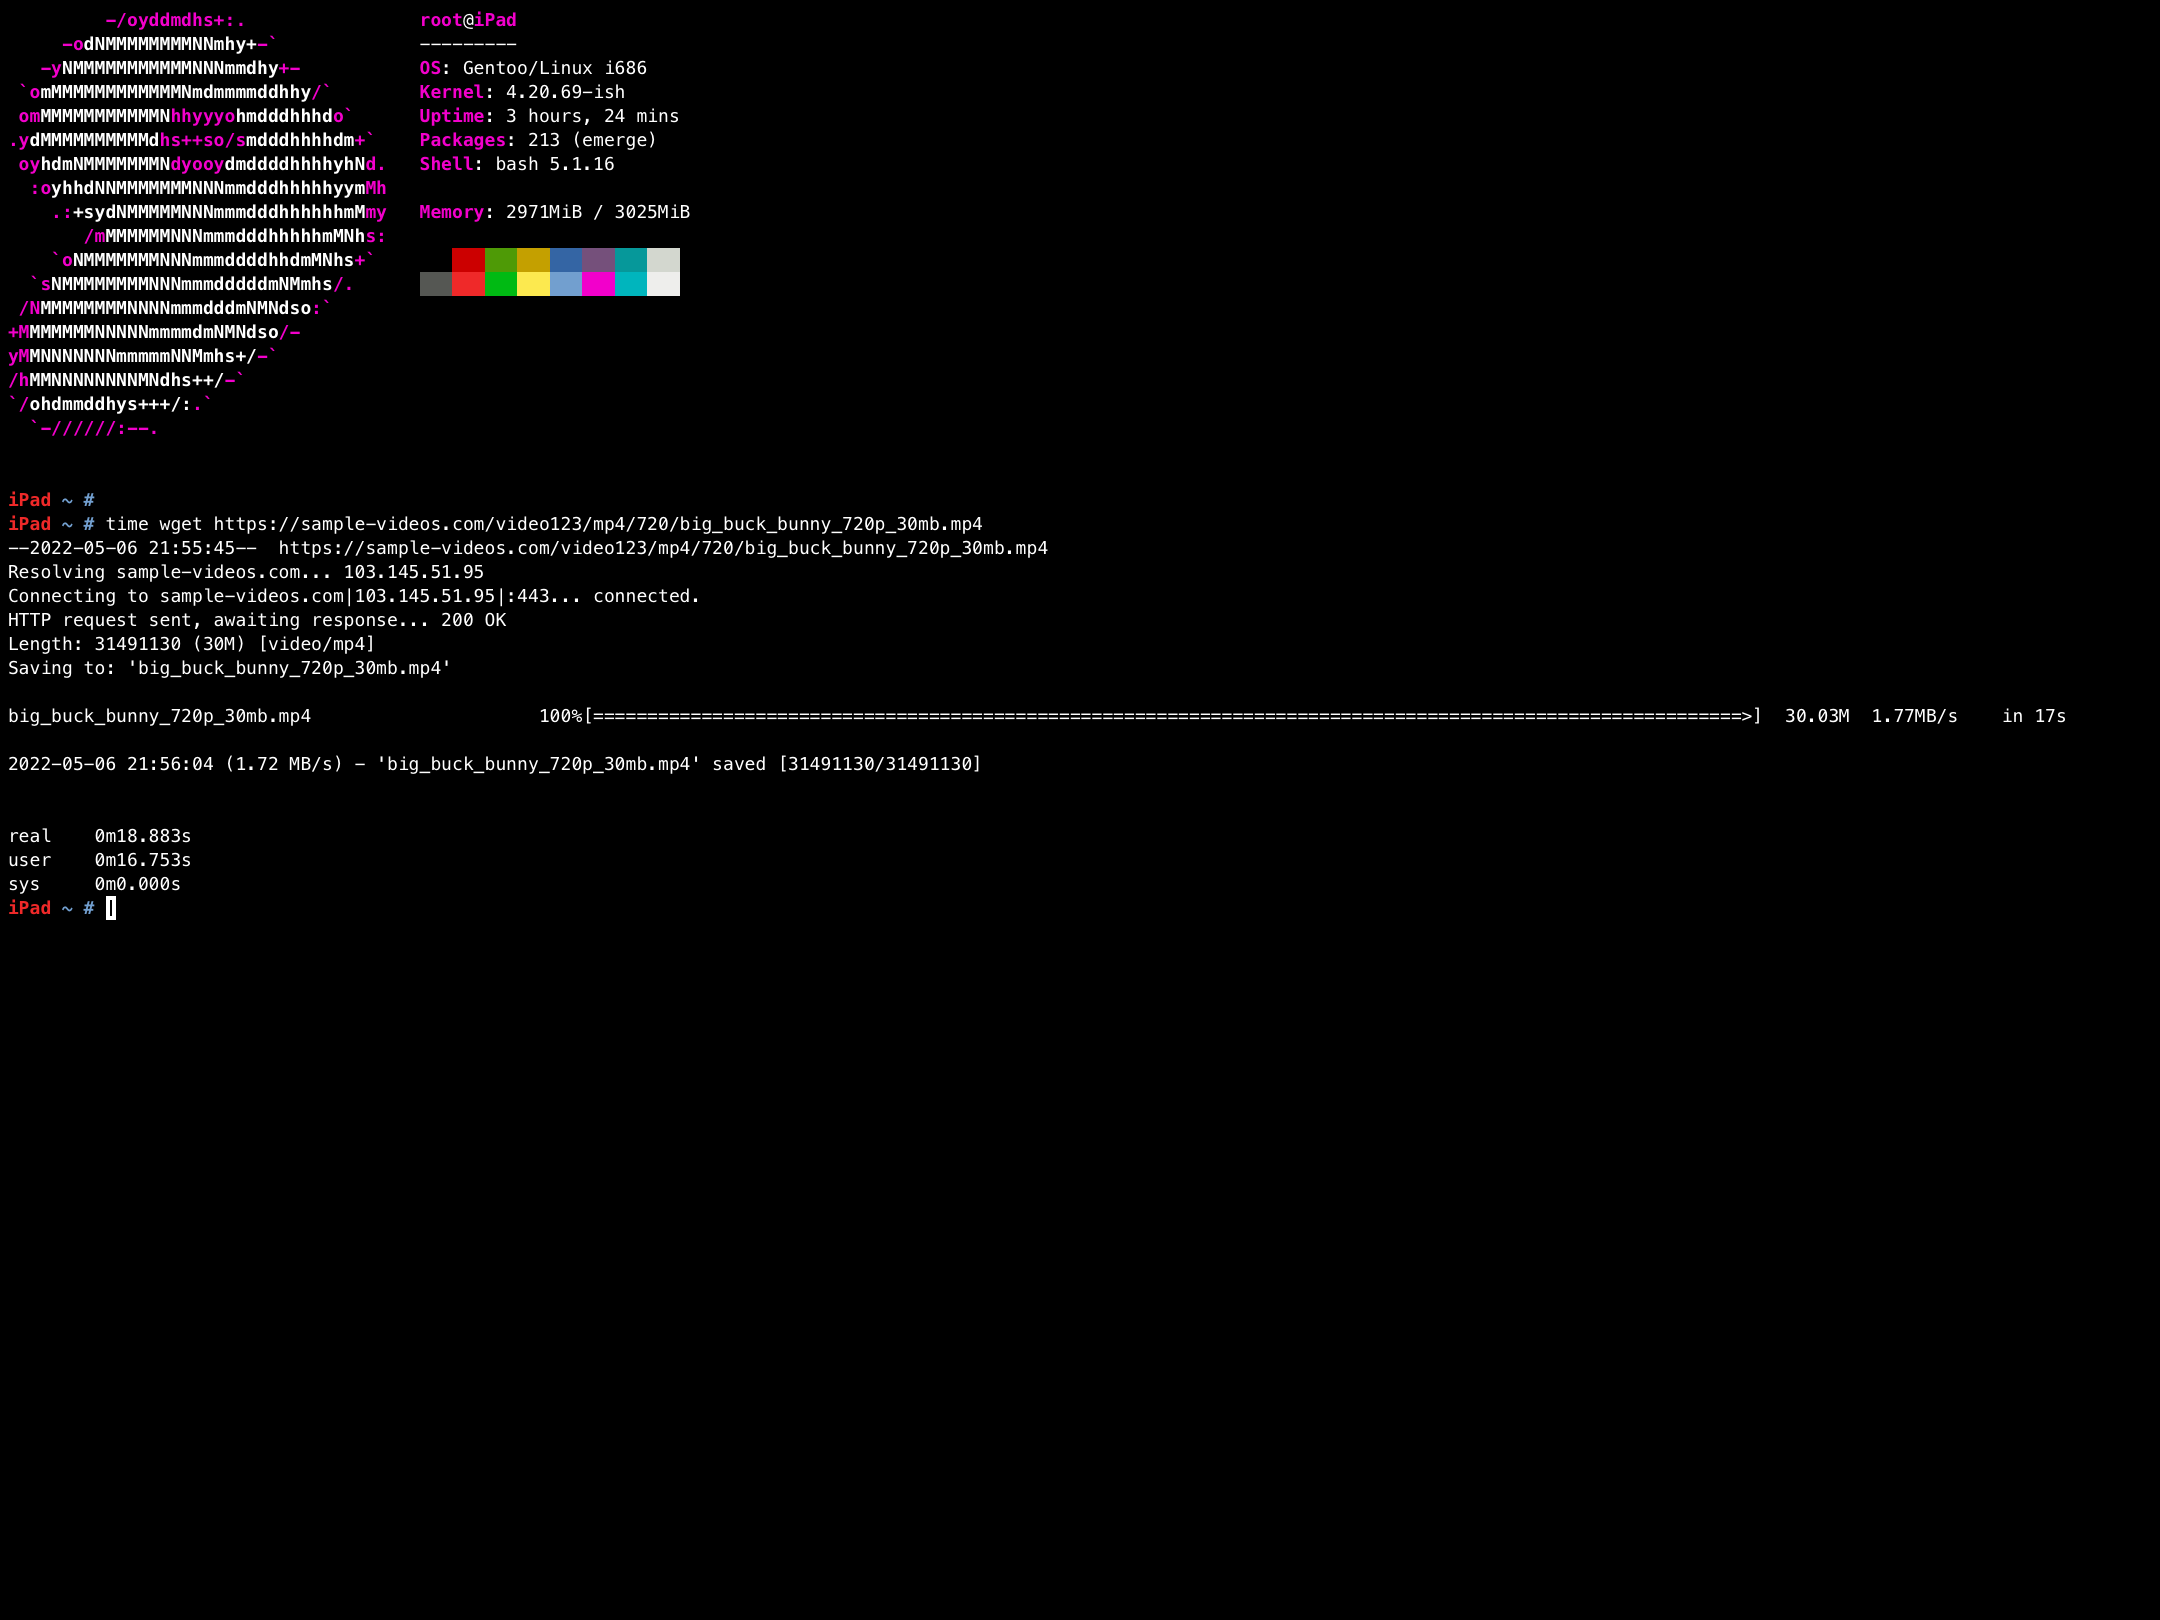 -/oyddmdhs+:.                root@iPad
-odNMMMMMMMMNNmhy+-`             ---------
-yNMMMMMMMMMMMNNNmmdhy+-           OS: Gentoo/Linux i686
`omMMMMMMMMMMMMNmdmmmmddhhy/`        Kernel: 4.20.69-ish
omMMMMMMMMMMMNhhyyyohmdddhhhdo`      Uptime: 3 hours, 24 mins
.ydMMMMMMMMMMdhs++so/smdddhhhhdm+`    Packages: 213 (emerge)
oyhdmNMMMMMMMNdyooydmddddhhhhyhNd.   Shell: bash 5.1.16
:oyhhdNNMMMMMMMNNNmmdddhhhhhyymMh
.:+sydNMMMMMNNNmmmdddhhhhhhmMmy   Memory: 2971MiB / 3025MiB
/mMMMMMMNNNmmmdddhhhhhmMNhs:
`oNMMMMMMMNNNmmmddddhhdmMNhs+`
`sNMMMMMMMMNNNmmmdddddmNMmhs/.
/NMMMMMMMMNNNNmmmdddmNMNdso:`
+MMMMMMMNNNNNmmmmdmNMNdso/-
yMMNNNNNNNmmmmmNNMmhs+/-`
/hMMNNNNNNNNMNdhs++/-`
`/ohdmmddhys+++/:.`
`-//////:--.
iPad ~ #
iPad ~ # time wget https://sample-videos.com/video123/mp4/720/big_buck_bunny_720p_30mb.mp4
--2022-05-06 21:55:45--  https://sample-videos.com/video123/mp4/720/big_buck_bunny_720p_30mb.mp4
Resolving sample-videos.com... 103.145.51.95
Connecting to sample-videos.com|103.145.51.95|:443... connected.
HTTP request sent, awaiting response... 200 OK
Length: 31491130 (30M) [video/mp4]
Saving to: 'big_buck_bunny_720p_30mb.mp4'
big_buck_bunny_720p_30mb.mp4                     100%[==========================================================================================================>]  30.03M  1.77MB/s    in 17s
2022-05-06 21:56:04 (1.72 MB/s) - 'big_buck_bunny_720p_30mb.mp4' saved [31491130/31491130]
real    0m18.883s
user    0m16.753s
sys     0m0.000s
iPad ~ #